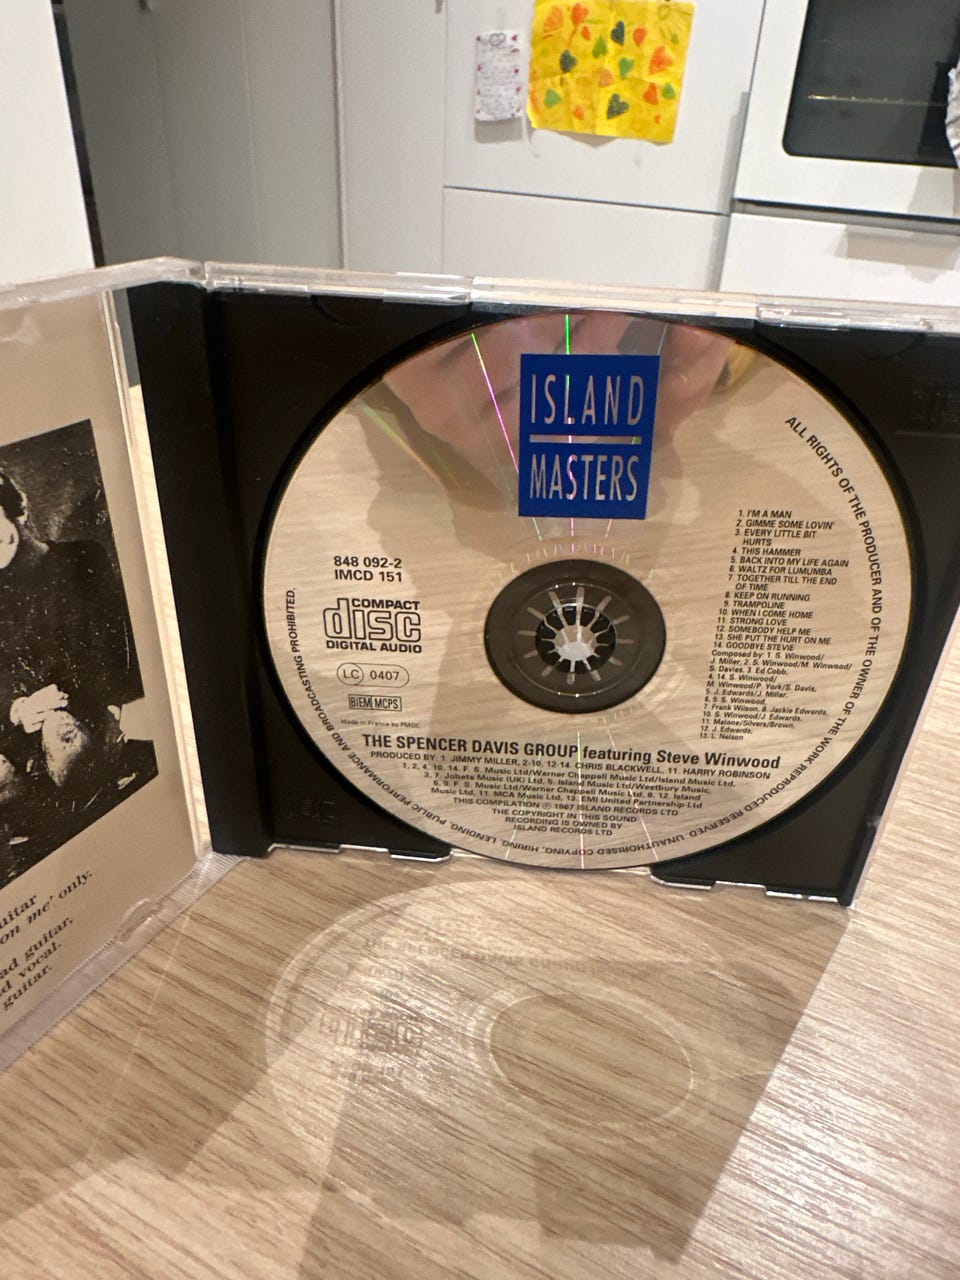 ISLAND
MASTERS
848 092-2
IMCD 151
COMPACT
disc
DIGITAL AUDIO
LC 0407
BIEM MCPS
Made in France by PMDC
1. I'M A MAN
2. GIMME SOME LOVIN'
3. EVERY LITTLE BIT
HURTS
4. THIS HAMMER
5. BACK INTO MY LIFE AGAIN
6. WALTZ FOR LUMUMBA
7. TOGETHER TILL THE END
OF TIME
8. KEEP ON RUNNING
9. TRAMPOLINE
10. WHEN I COME HOME
11. STRONG LOVE
12. SOMEBODY HELP ME
13. SHE PUT THE HURT ON ME
14. GOODBYE STEVIE
Composed by: 1. S. Winwood/
J. Miller, 2. S. Winwood/M. Winwood/
S. Davies, 3. Ed Cobb,
4, 14. S. Winwood/
M. Winwood/P. York/S. Davis,
5. J. Edwards/J. Miller,
6, 9. S. Winwood,
7. Frank Wilson, 8. Jackie Edwards,
10. S. Winwood/J. Edwards,
11. Malone/Silvers/Brown,
12. J. Edwards,
13. L. Nelson
THE SPENCER DAVIS GROUP featuring Steve Winwood
PRODUCED BY: 1. JIMMY MILLER, 2-10, 12-14. CHRIS BLACKWELL, 11. HARRY ROBINSON
1, 2, 4, 10, 14. F. S. Music Ltd/Warner Chappell Music Ltd/Island Music Ltd,
3, 7. Jobete Music (UK) Ltd, 5. Island Music Ltd/Westbury Music,
6, 9. F. S. Music Ltd/Warner Chappell Music Ltd, 8, 12. Island
Music Ltd, 11. MCA Music Ltd, 13. EMI United Partnership Ltd
THIS COMPILATION ℗ 1967 ISLAND RECORDS LTD
THE COPYRIGHT IN THIS SOUND
RECORDING IS OWNED BY
ISLAND RECORDS LTD
ALL RIGHTS OF THE PRODUCER AND OF THE OWNER OF THE WORK REPRODUCED RESERVED. UNAUTHORISED COPYING, HIRING, LENDING, PUBLIC PERFORMANCE AND BROADCASTING PROHIBITED.
on me' only.
guitar,
vocal.
guitar.